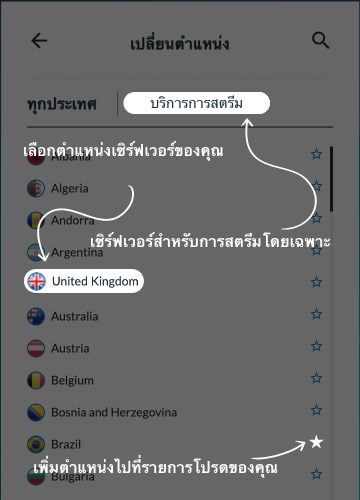 เปลี่ยนตำแหน่ง
ทุกประเทศ
บริการการสตรีม
เลือกตำแหน่งเซิร์ฟเวอร์ของคุณ
Albania
Algeria
Andorra
เซิร์ฟเวอร์สำหรับการสตรีมโดยเฉพาะ
Argentina
United Kingdom
Australia
Austria
Belgium
Bosnia and Herzegovina
Brazil
เพิ่มตำแหน่งไปที่รายการโปรดของคุณ
Bulgaria